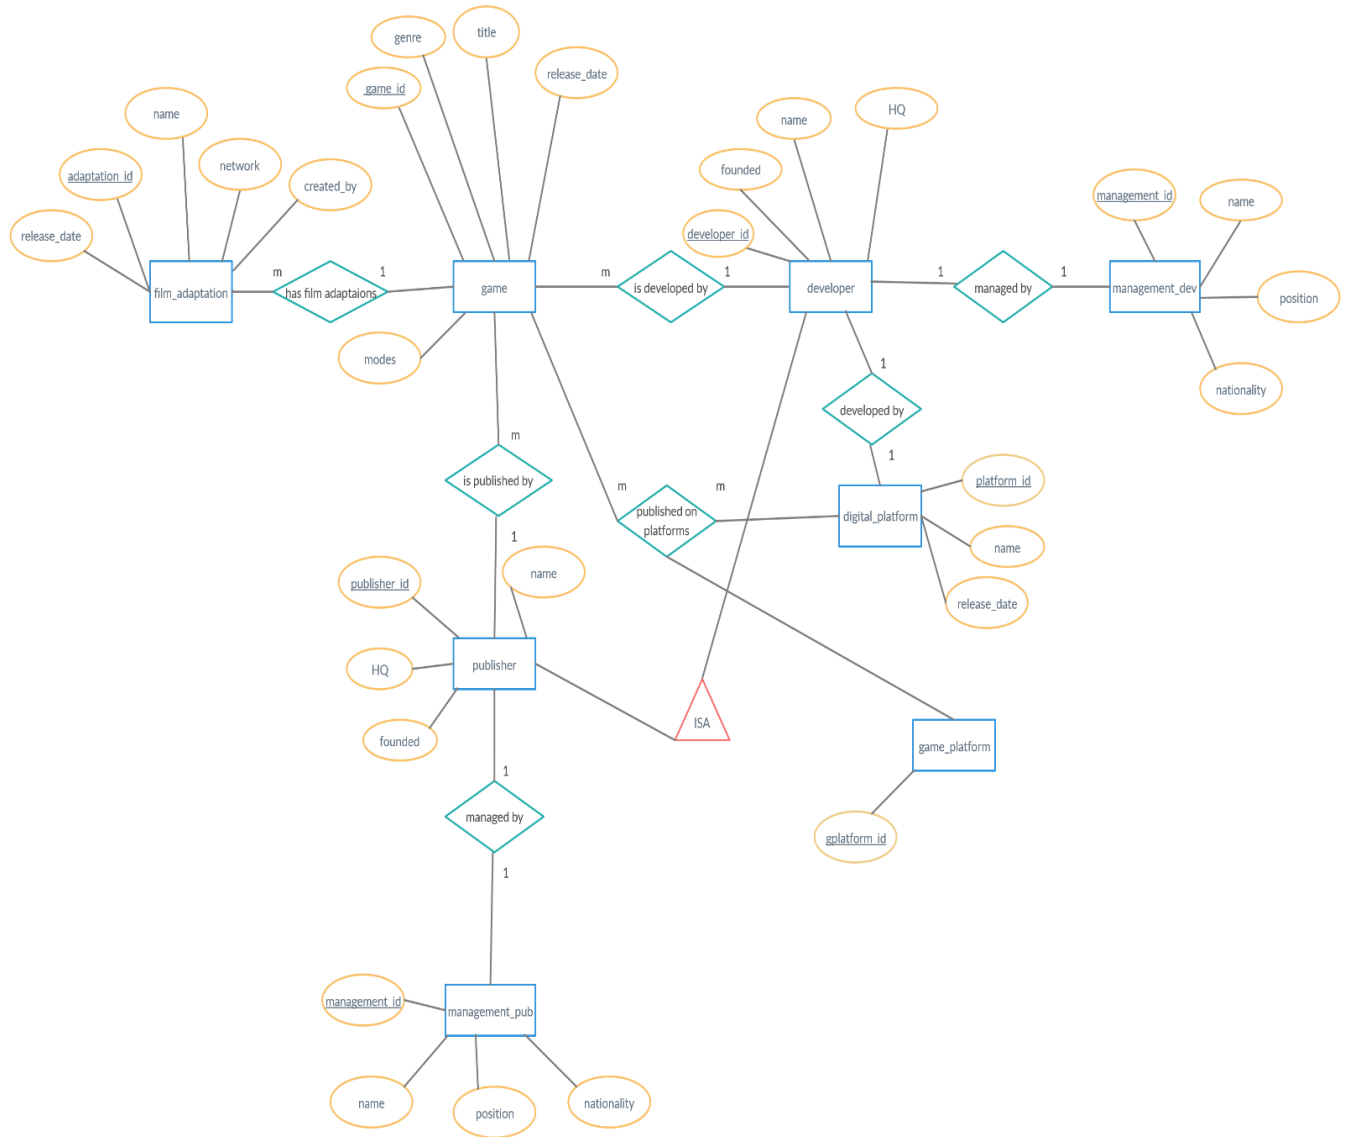 title
genre
release_date
game_id
name
HQ
name
network
founded
adaptation_id
created_by
management_id
name
release_date
developer_id
m
1
m
1
1
1
film_adaptation
has film adaptaions
game
is developed by
developer
managed by
management_dev
position
modes
1
nationality
developed by
m
1
is published by
m
m
platform_id
published on
platforms
digital_platform
1
name
name
publisher_id
release_date
publisher
HQ
ISA
founded
game_platform
1
managed by
gplatform_id
1
management_id
management_pub
name
position
nationality